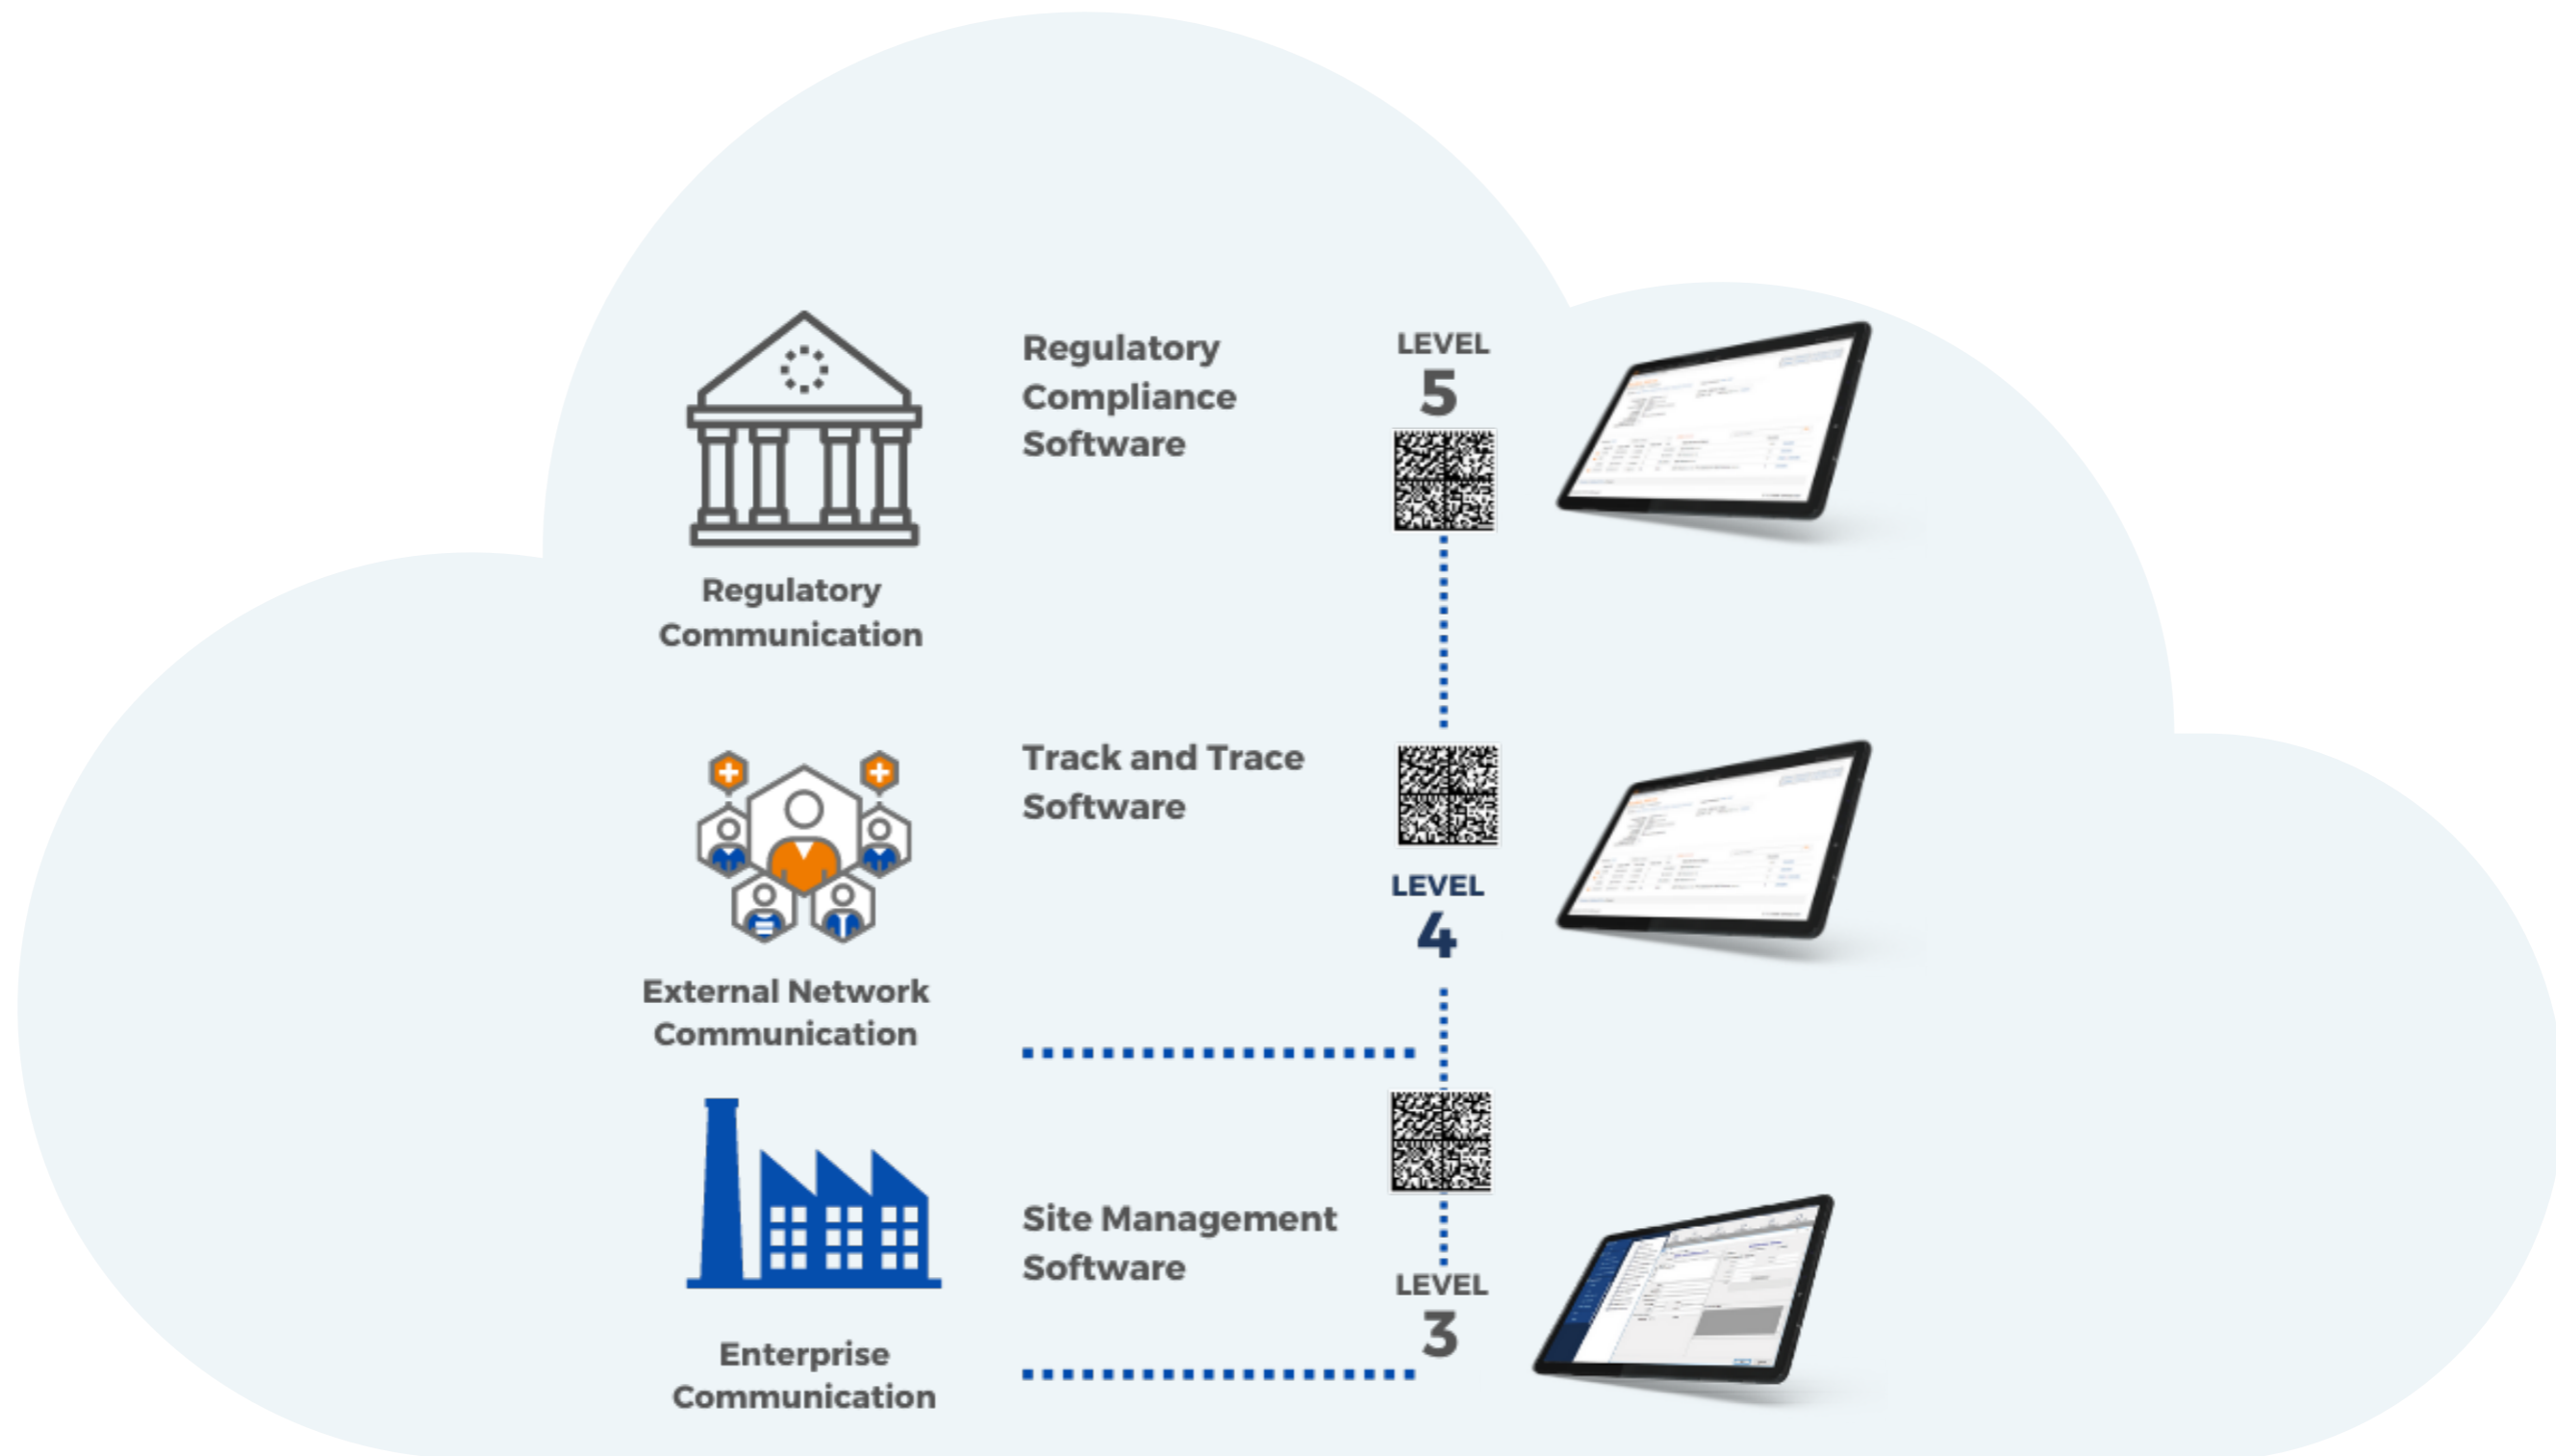 Regulatory
Compliance
Software
LEVEL
5
Regulatory
Communication
Track and Trace
Software
LEVEL
4
External Network
Communication
Site Management
Software
LEVEL
3
Enterprise
Communication